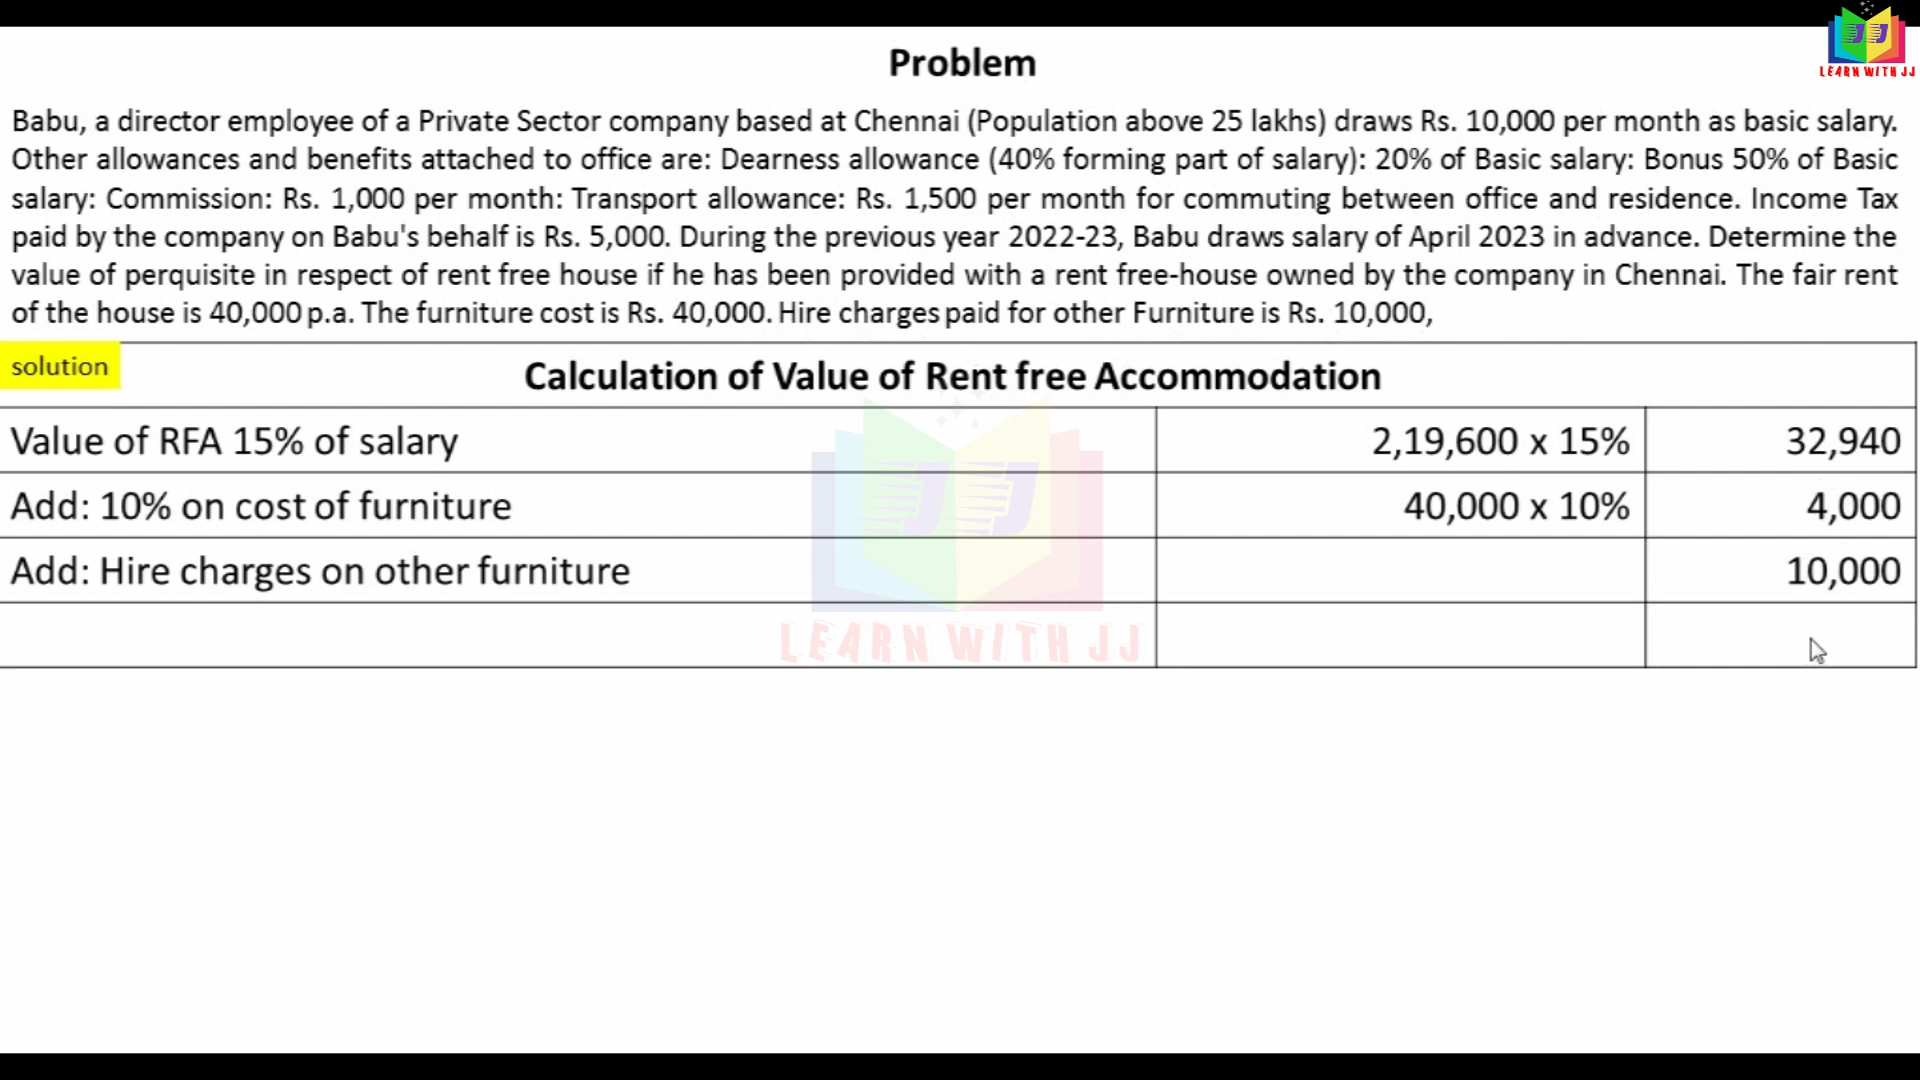 LEARN WITH JJ
Problem
Babu, a director employee of a Private Sector company based at Chennai (Population above 25 lakhs) draws Rs. 10,000 per month as basic salary.
Other allowances and benefits attached to office are: Dearness allowance (40% forming part of salary): 20% of Basic salary: Bonus 50% of Basic
salary: Commission: Rs. 1,000 per month: Transport allowance: Rs. 1,500 per month for commuting between office and residence. Income Tax
paid by the company on Babu's behalf is Rs. 5,000. During the previous year 2022-23, Babu draws salary of April 2023 in advance. Determine the
value of perquisite in respect of rent free house if he has been provided with a rent free-house owned by the company in Chennai. The fair rent
of the house is 40,000 p.a. The furniture cost is Rs. 40,000. Hire charges paid for other Furniture is Rs. 10,000,
solution
Calculation of Value of Rent free Accommodation
Value of RFA 15% of salary 2,19,600 x 15% 32,940
Add: 10% on cost of furniture 40,000 x 10% 4,000
Add: Hire charges on other furniture 10,000
JJ
LEARN WITH JJ